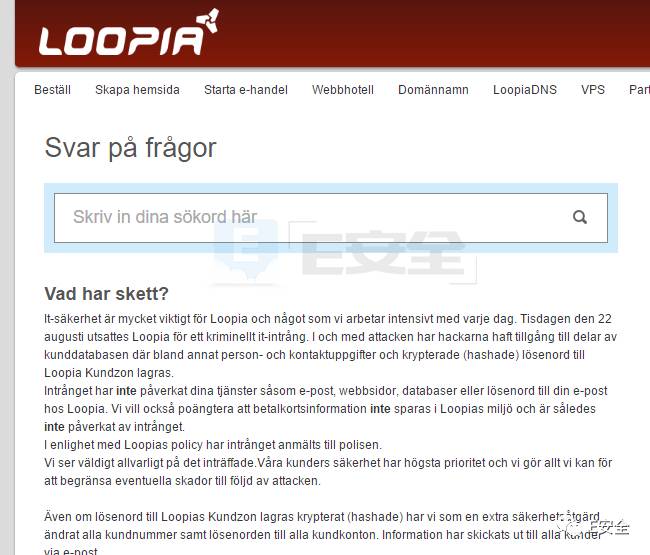 LOOPIA
Beställ Skapa hemsida Starta e-handel Webbhotell Domännamn LoopiaDNS VPS Part
Svar på frågor
Skriv in dina sökord här
E安全
Vad har skett?
It-säkerhet är mycket viktigt för Loopia och något som vi arbetar intensivt med varje dag. Tisdagen den 22
augusti utsattes Loopia för ett kriminellt it-intrång. I och med attacken har hackarna haft tillgång till delar av
kunddatabasen där bland annat person- och kontaktuppgifter och krypterade (hashade) lösenord till
Loopia Kundzon lagras.
Intrånget har inte påverkat dina tjänster såsom e-post, webbsidor, databaser eller lösenord till din e-post
hos Loopia. Vi vill också poängtera att betalkortsinformation inte sparas i Loopias miljö och är således
inte påverkat av intrånget.
I enlighet med Loopias policy har intrånget anmälts till polisen.
Vi ser väldigt allvarligt på det inträffade.Våra kunders säkerhet har högsta prioritet och vi gör allt vi kan för
att begränsa eventuella skador till följd av attacken.
Även om lösenord till Loopias Kundzon lagras krypterat (hashade) har vi som en extra säkerhetsåtgärd
ändrat alla kundnummer samt lösenorden till alla kundkonton. Information har skickats ut till alla kunder
via e-post
E安全